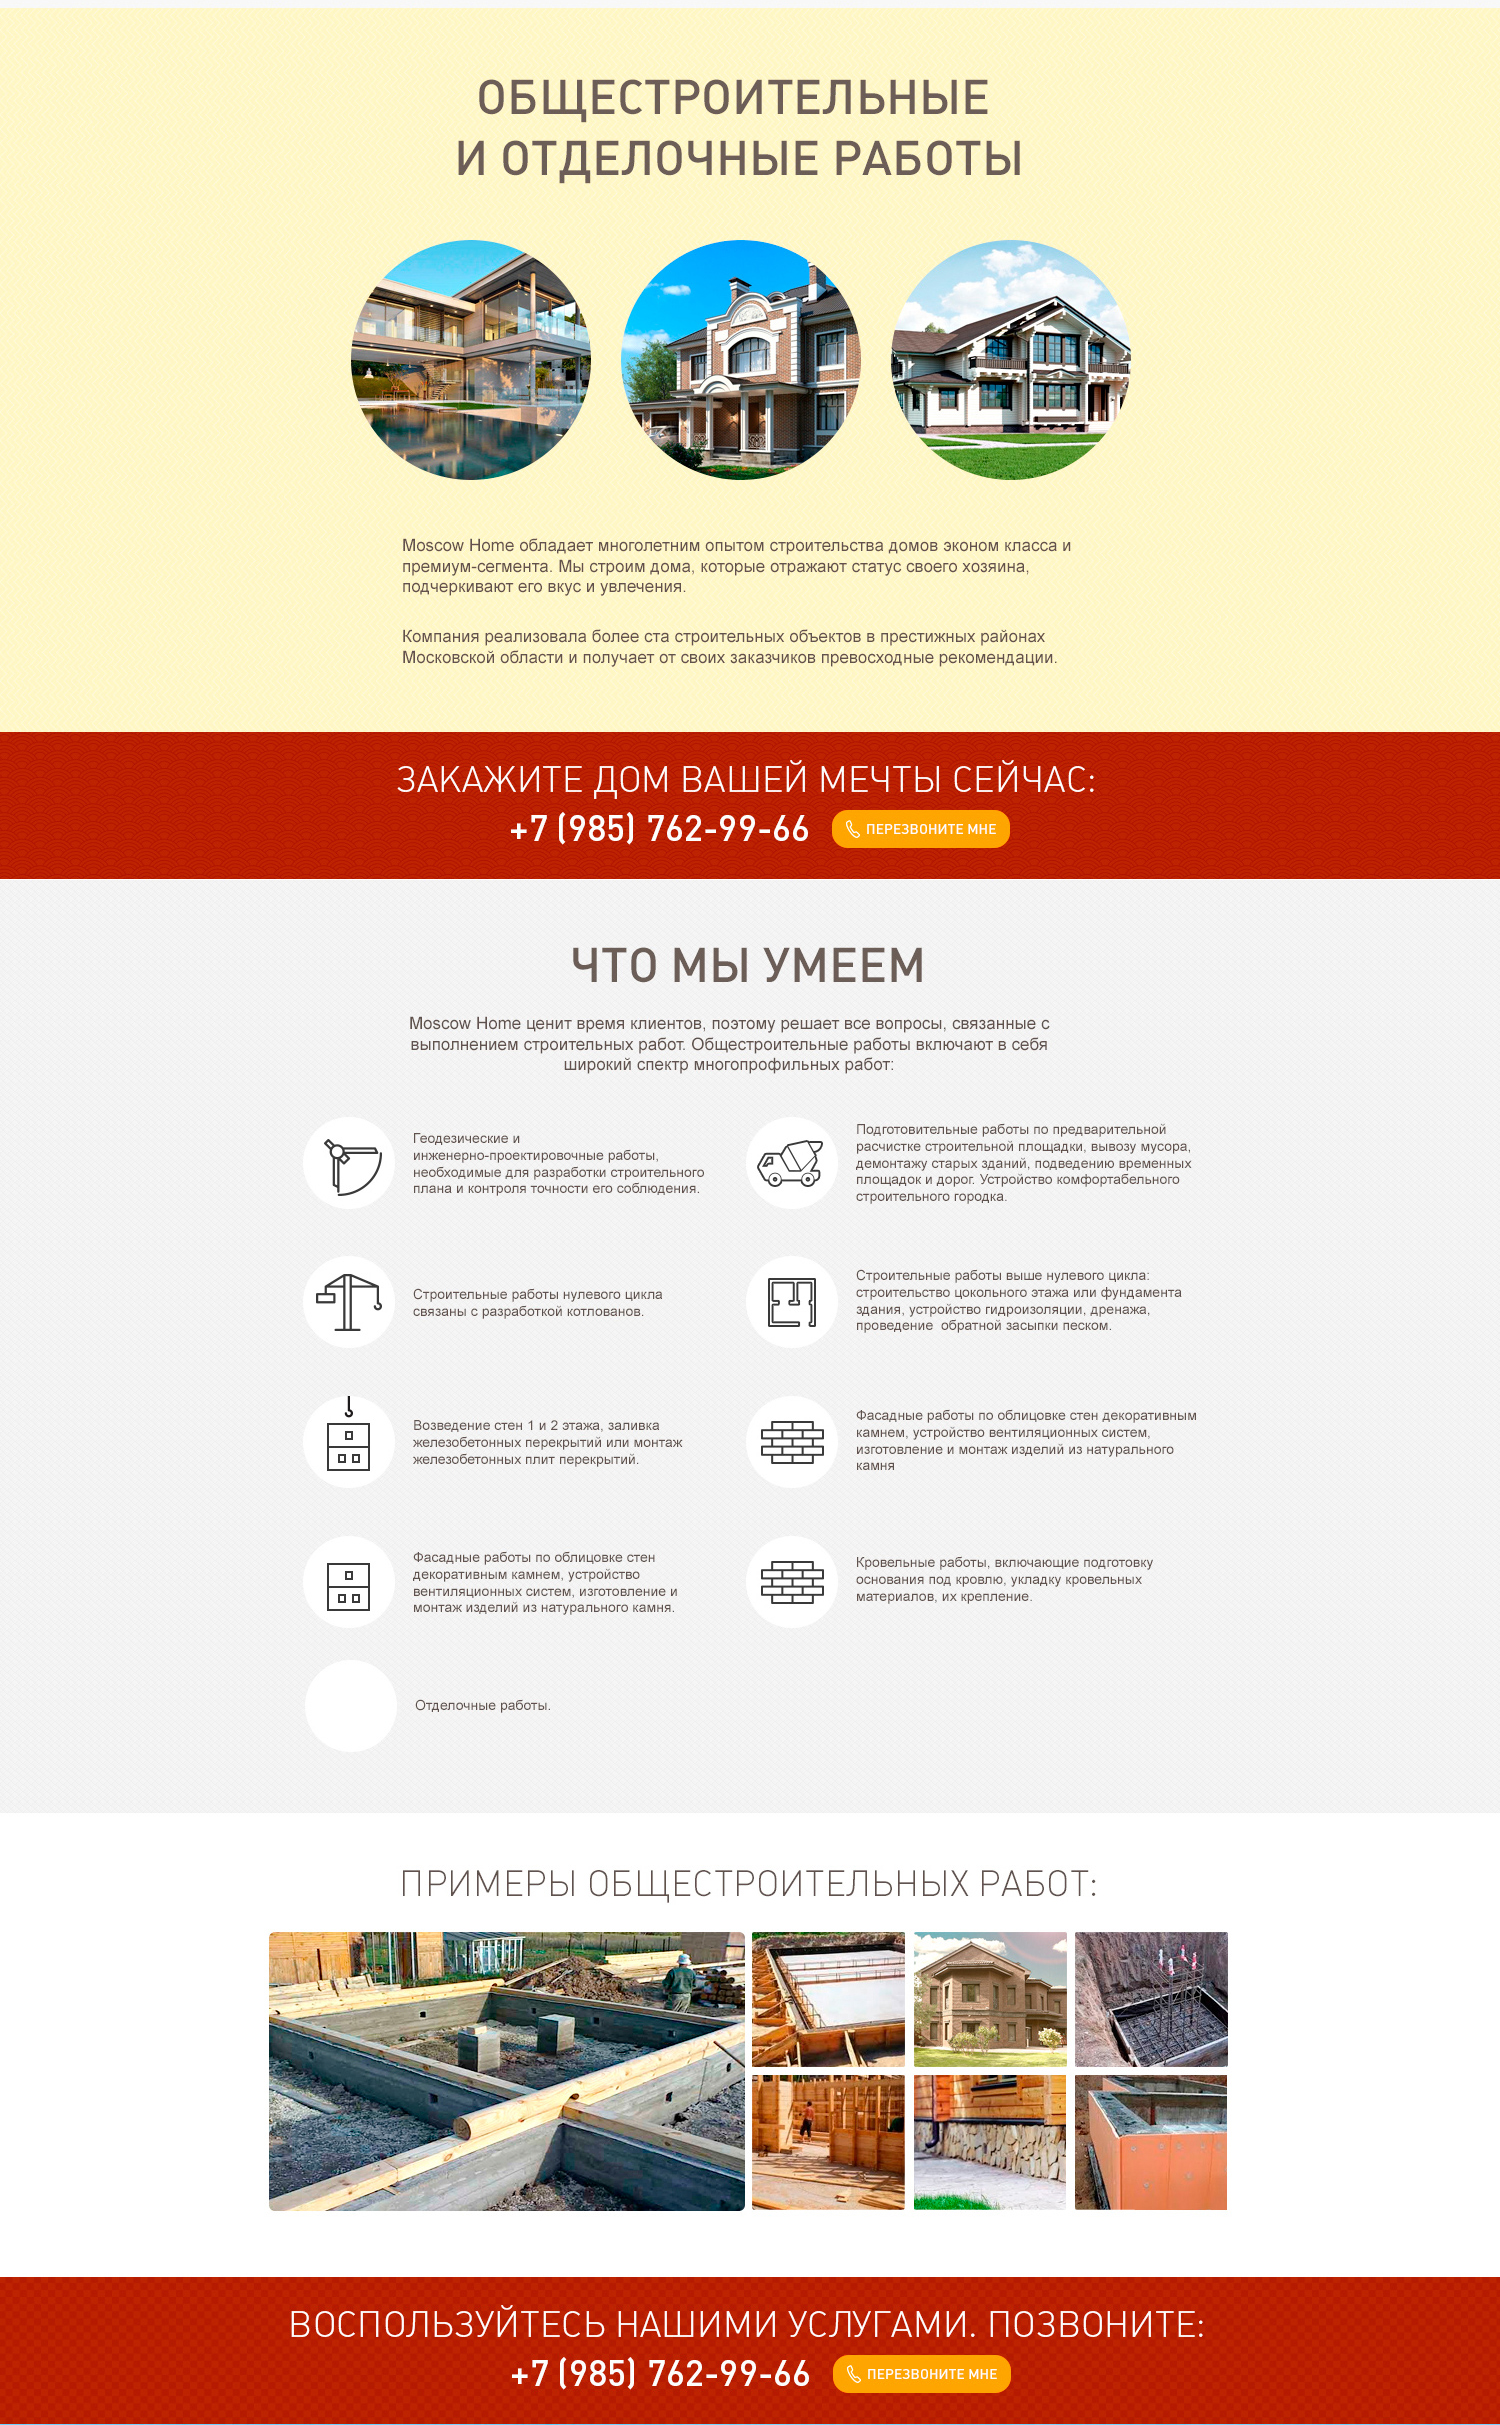 ОБЩЕСТРОИТЕЛЬНЫЕ
И ОТДЕЛОЧНЫЕ РАБОТЫ
Moscow Home обладает многолетним опытом строительства домов эконом класса и
премиум-сегмента. Мы строим дома, которые отражают статус своего хозяина,
подчеркивают его вкус и увлечения.
Компания реализовала более ста строительных объектов в престижных районах
Московской области и получает от своих заказчиков превосходные рекомендации.
ЗАКАЖИТЕ ДОМ ВАШЕЙ МЕЧТЫ СЕЙЧАС:
+7 (985) 762-99-66 ПЕРЕЗВОНИТЕ МНЕ
ЧТО МЫ УМЕЕМ
Moscow Home ценит время клиентов, поэтому решает все вопросы, связанные с
выполнением строительных работ. Общестроительные работы включают в себя
широкий спектр многопрофильных работ:
Геодезические и
инженерно-проектировочные работы,
необходимые для разработки строительного
плана и контроля точности его соблюдения.
Подготовительные работы по предварительной
расчистке строительной площадки, вывозу мусора,
демонтажу старых зданий, подведению временных
площадок и дорог. Устройство комфортабельного
строительного городка.
Строительные работы нулевого цикла
связаны с разработкой котлованов.
Строительные работы выше нулевого цикла:
строительство цокольного этажа или фундамента
здания, устройство гидроизоляции, дренажа,
проведение  обратной засыпки песком.
Возведение стен 1 и 2 этажа, заливка
железобетонных перекрытий или монтаж
железобетонных плит перекрытий.
Фасадные работы по облицовке стен декоративным
камнем, устройство вентиляционных систем,
изготовление и монтаж изделий из натурального
камня
Фасадные работы по облицовке стен
декоративным камнем, устройство
вентиляционных систем, изготовление и
монтаж изделий из натурального камня.
Кровельные работы, включающие подготовку
основания под кровлю, укладку кровельных
материалов, их крепление.
Отделочные работы.
ПРИМЕРЫ ОБЩЕСТРОИТЕЛЬНЫХ РАБОТ:
ВОСПОЛЬЗУЙТЕСЬ НАШИМИ УСЛУГАМИ. ПОЗВОНИТЕ:
+7 (985) 762-99-66 ПЕРЕЗВОНИТЕ МНЕ